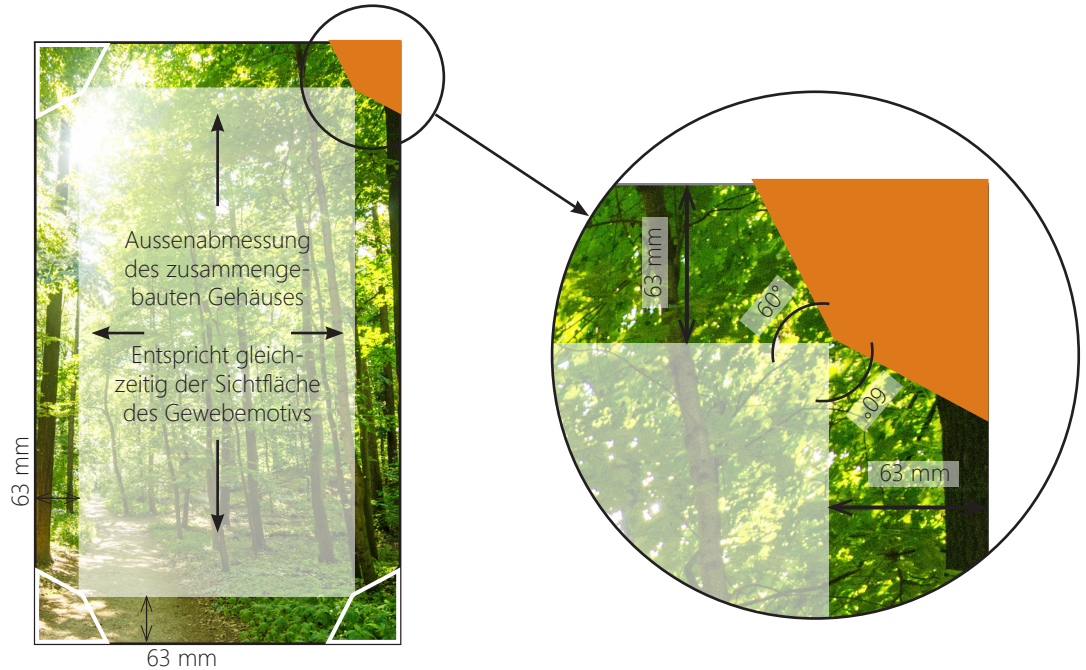 Aussenabmessung
des zusammenge-
bauten Gehäuses
Entspricht gleich-
zeitig der Sichtfläche
des Gewebemotivs
63 mm
63 mm
63 mm
60°
60°
63 mm